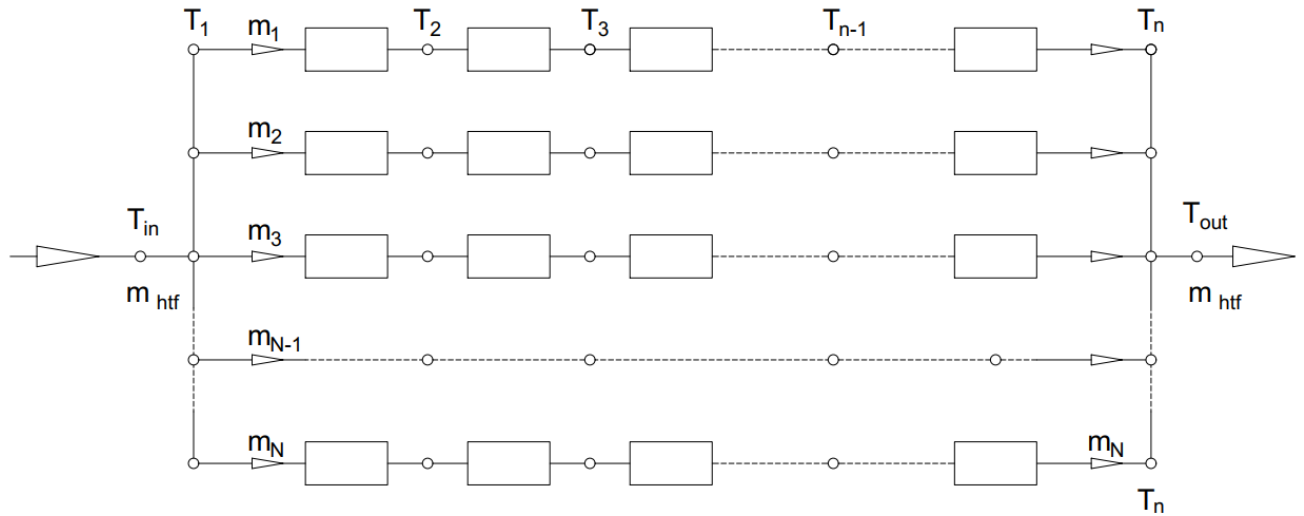 T1 m1 T2 T3 Tn-1 Tn
m2
Tin m3 Tout
m htf m htf
mN-1
mN mN
Tn